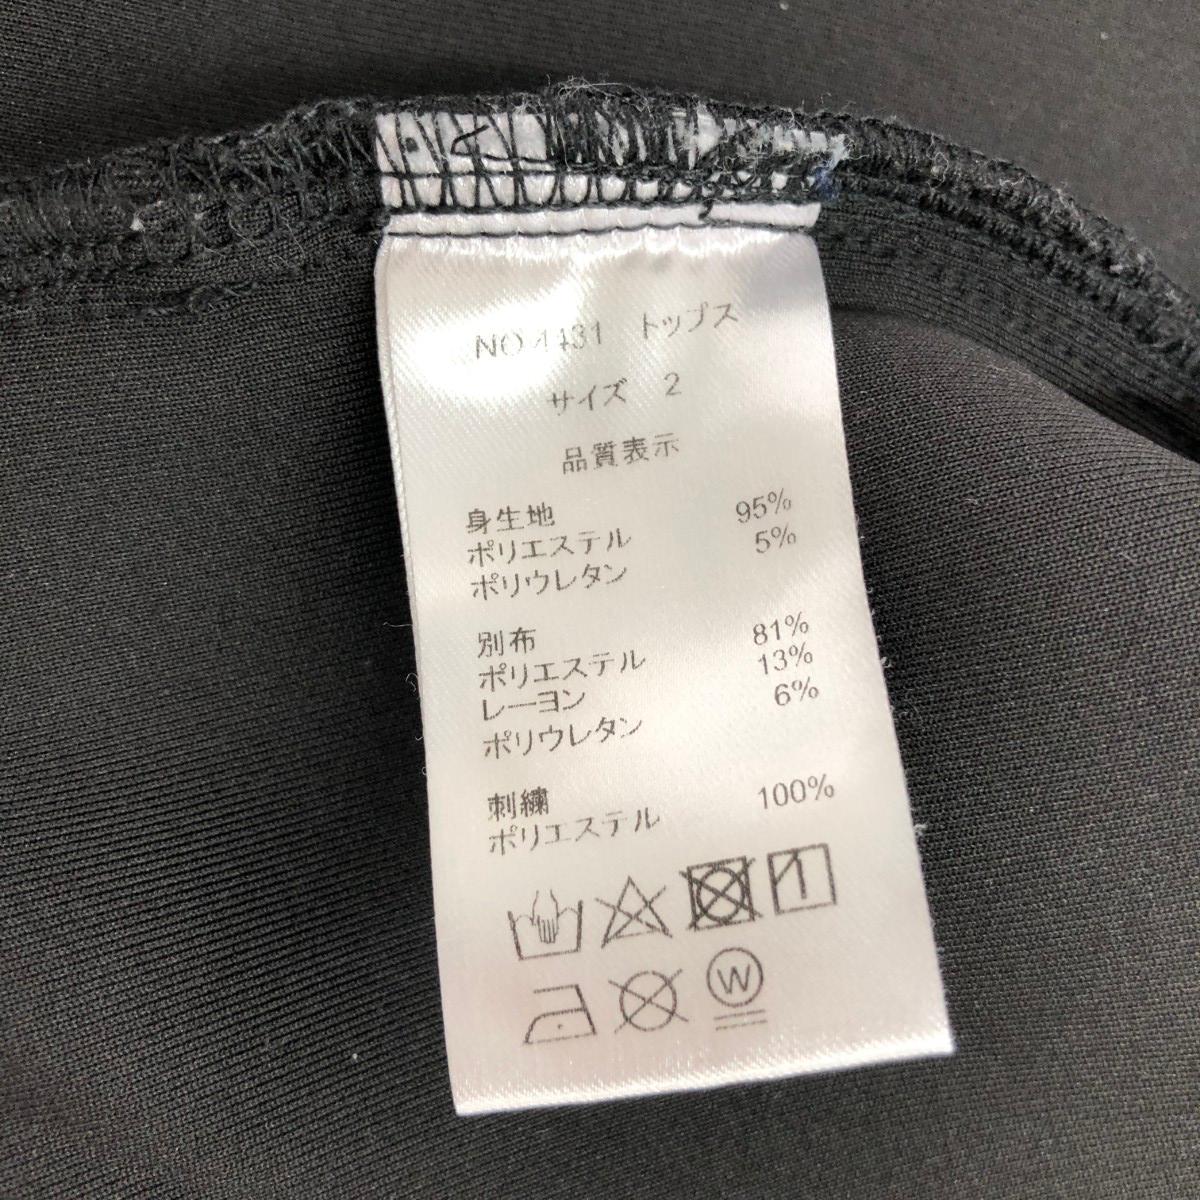 NO.4431 トップス
サイズ 2
品質表示
身生地
ポリエステル 95%
ポリウレタン 5%
別布
ポリエステル 81%
レーヨン 13%
ポリウレタン 6%
刺繍
ポリエステル 100%
W